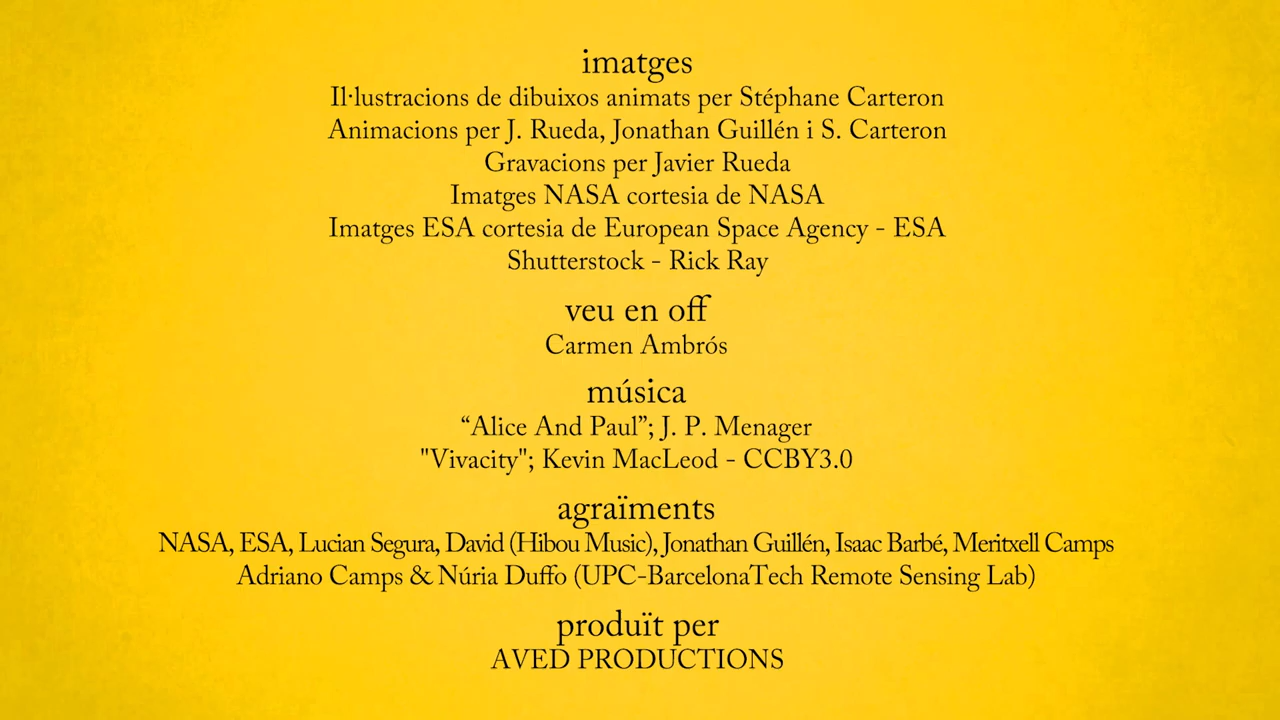 imatges
Il·lustracions de dibuixos animats per Stéphane Carteron
Animacions per J. Rueda, Jonathan Guillén i S. Carteron
Gravacions per Javier Rueda
Imatges NASA cortesia de NASA
Imatges ESA cortesia de European Space Agency - ESA
Shutterstock - Rick Ray
veu en off
Carmen Ambrós
música
“Alice And Paul”; J. P. Menager
"Vivacity"; Kevin MacLeod - CCBY3.0
agraïments
NASA, ESA, Lucian Segura, David (Hibou Music), Jonathan Guillén, Isaac Barbé, Meritxell Camps
Adriano Camps & Núria Duffo (UPC-BarcelonaTech Remote Sensing Lab)
produït per
AVED PRODUCTIONS